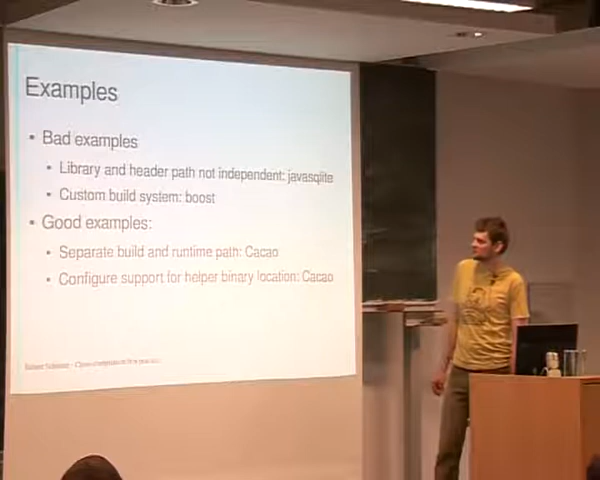 Examples
• Bad examples
• Library and header path not independent: javasqlite
• Custom build system: boost
• Good examples:
• Separate build and runtime path: Cacao
• Configure support for helper binary location: Cacao